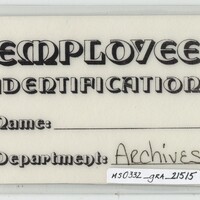 EMPLOYEE
IDENTIFICATION
Name:
Department: Archives
MS0332_GRA_21515